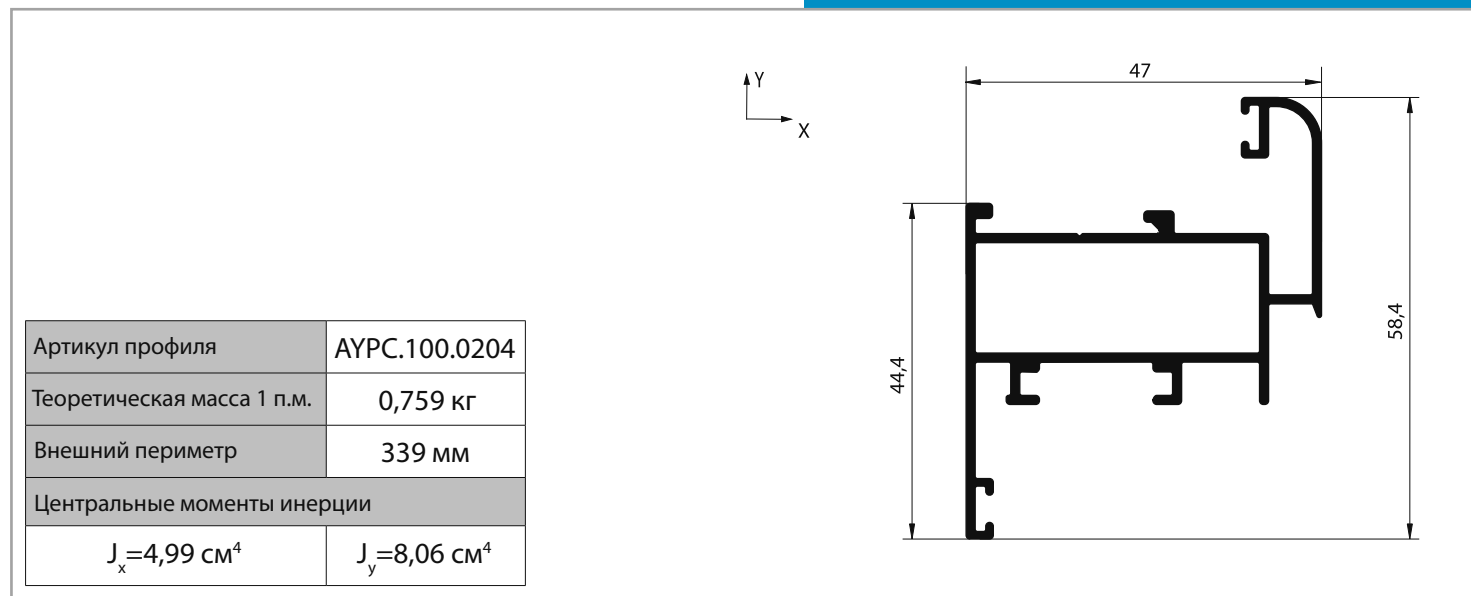 Y
X
47
44,4
58,4
Артикул профиля AYPC.100.0204
Теоретическая масса 1 п.м. 0,759 кг
Внешний периметр 339 мм
Центральные моменты инерции
Jx=4,99 см⁴ Jy=8,06 см⁴